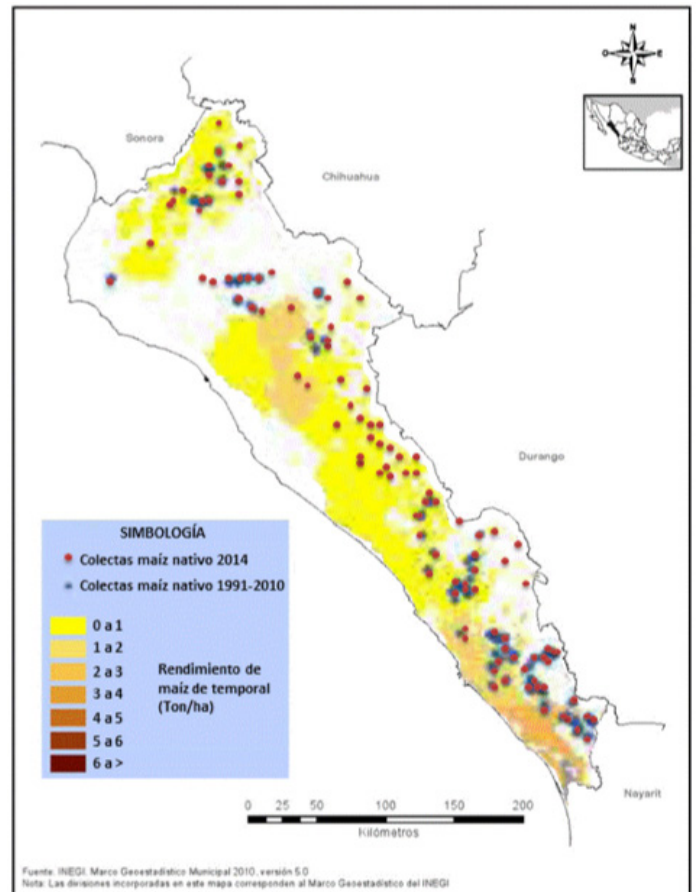 N
O
E
N
Sonora
Chihuahua
Durango
SIMBOLOGÍA
Colectas maíz nativo 2014
Colectas maíz nativo 1991-2010
0 a 1
1 a 2
2 a 3
3 a 4
4 a 5
5 a 6
6 a >
Rendimiento de
maíz de temporal
(Ton/ha)
Nayarit
0 25 50 100 150 200
Kilómetros
Fuente: INEGI. Marco Geoestadístico Municipal 2010, versión 5.0
Nota: Las divisiones incorporadas en este mapa corresponden al Marco Geoestadístico del INEGI